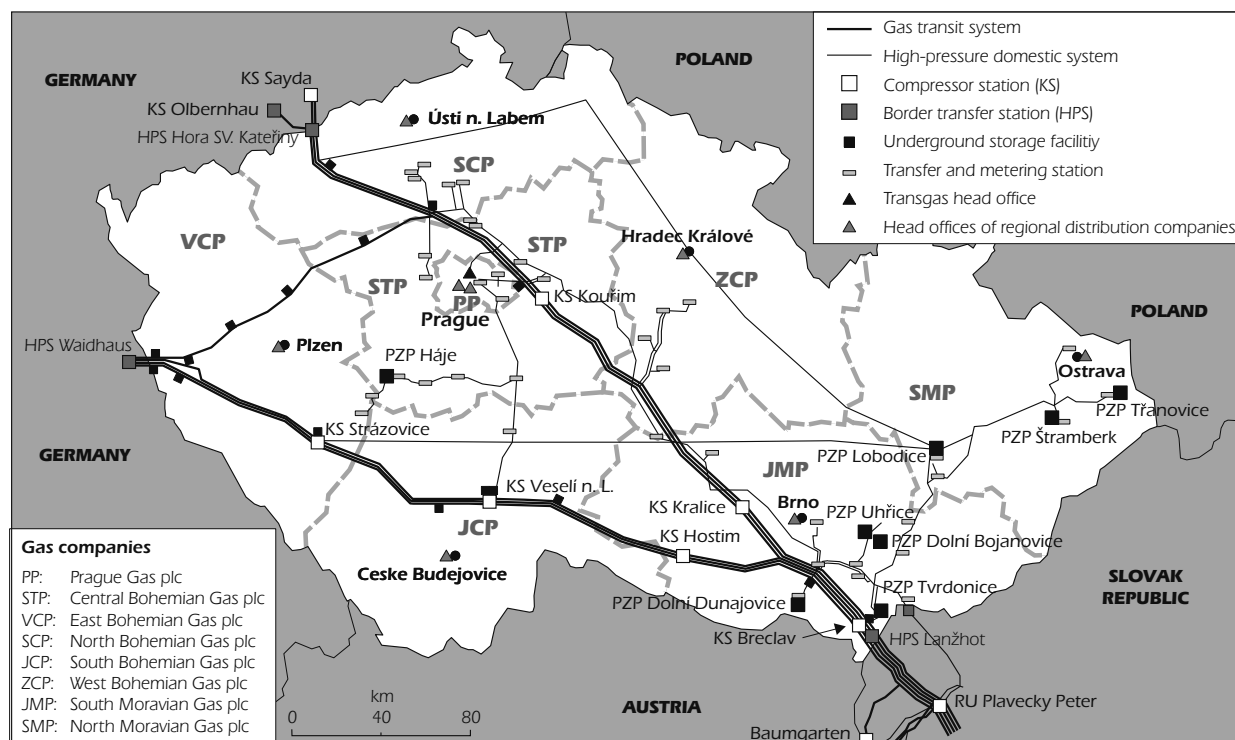 GERMANY
POLAND
KS Sayda
KS Olbernhau
HPS Hora SV. Kateřiny
Ústí n. Labem
SCP
VCP
STP
Hradec Králové
ZCP
STP
PP
KS Kouřim
Prague
HPS Waidhaus
Plzen
PZP Háje
POLAND
Ostrava
SMP
PZP Třanovice
PZP Štramberk
KS Strázovice
PZP Lobodice
GERMANY
JMP
KS Veselí n. L.
KS Kralice
Brno
PZP Uhřice
JCP
KS Hostim
PZP Dolní Bojanovice
Ceske Budejovice
SLOVAK
REPUBLIC
PZP Tvrdonice
PZP Dolní Dunajovice
KS Breclav
HPS Lanžhot
RU Plavecky Peter
AUSTRIA
Baumgarten
km
0 40 80
Gas transit system
High-pressure domestic system
Compressor station (KS)
Border transfer station (HPS)
Underground storage facilitiy
Transfer and metering station
Transgas head office
Head offices of regional distribution companies
Gas companies
PP: Prague Gas plc
STP: Central Bohemian Gas plc
VCP: East Bohemian Gas plc
SCP: North Bohemian Gas plc
JCP: South Bohemian Gas plc
ZCP: West Bohemian Gas plc
JMP: South Moravian Gas plc
SMP: North Moravian Gas plc